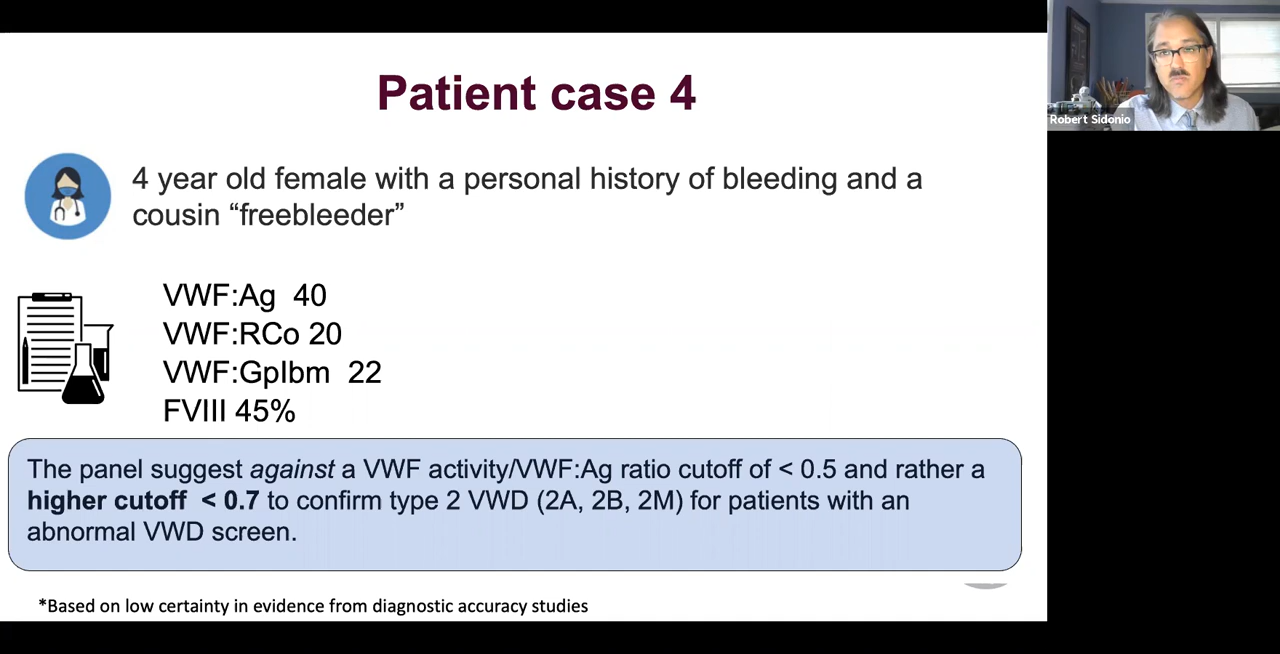 Patient case 4
Robert Sidonio
4 year old female with a personal history of bleeding and a
cousin “freebleeder”
VWF:Ag 40
VWF:RCo 20
VWF:GpIbm 22
FVIII 45%
The panel suggest against a VWF activity/VWF:Ag ratio cutoff of < 0.5 and rather a
higher cutoff < 0.7 to confirm type 2 VWD (2A, 2B, 2M) for patients with an
abnormal VWD screen.
*Based on low certainty in evidence from diagnostic accuracy studies